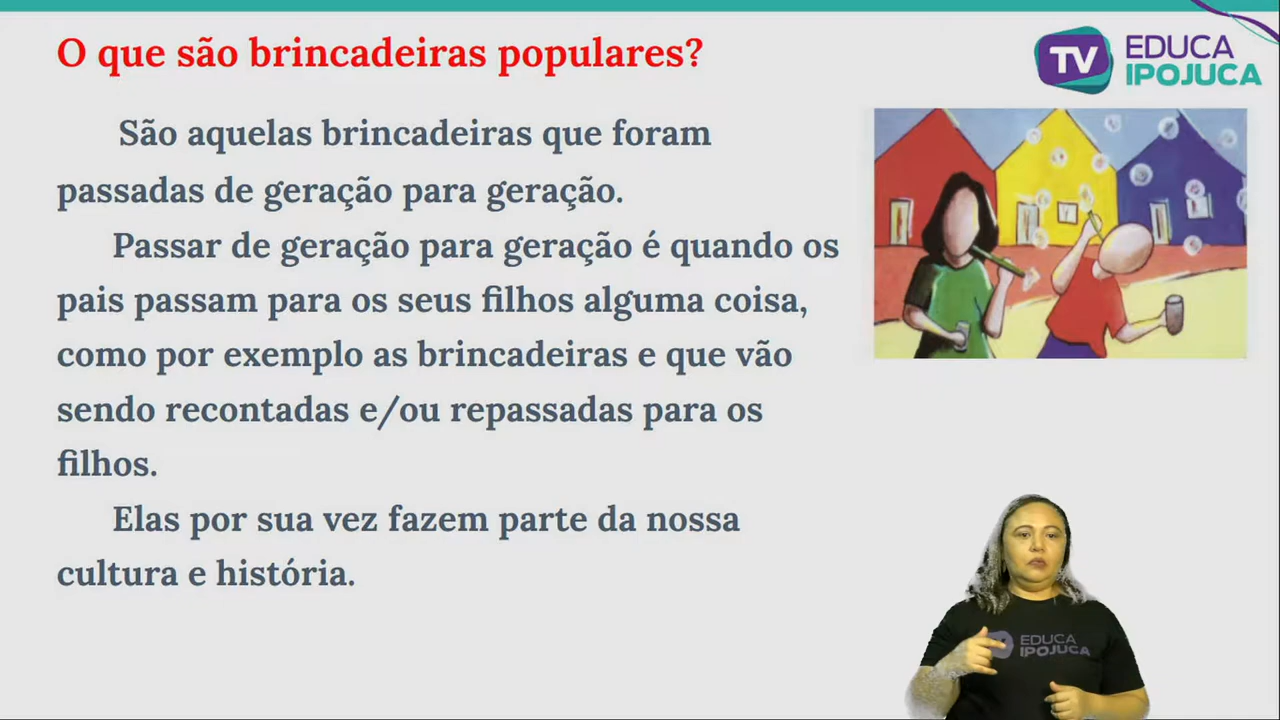 O que são brincadeiras populares?
TV EDUCA
IPOJUCA
São aquelas brincadeiras que foram
passadas de geração para geração.
Passar de geração para geração é quando os
pais passam para os seus filhos alguma coisa,
como por exemplo as brincadeiras e que vão
sendo recontadas e/ou repassadas para os
filhos.
Elas por sua vez fazem parte da nossa
cultura e história.
EDUCA
IPOJUCA